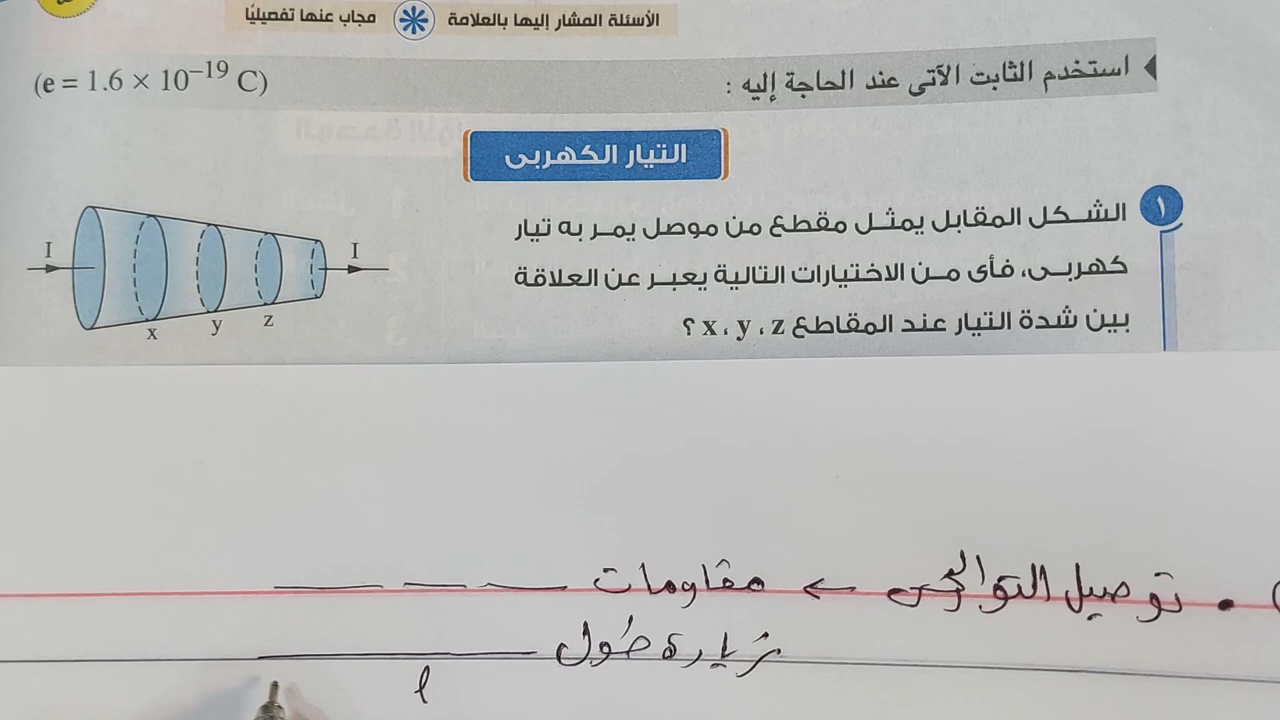 الأسئلة المشار إليها بالعلامة مجاب عنها تفصيليًا
استخدم الثابت الآتى عند الحاجة إليه :
(e = 1.6 × 10⁻¹⁹ C)
التيار الكهربى
١
الشكل المقابل يمثل مقطع من موصل يمر به تيار
كهربى، فأى من الاختيارات التالية يعبر عن العلاقة
بين شدة التيار عند المقاطع x ، y ، z ؟
I I
x y z
• توصيل التوالى ← مقاومات
زيادة طول
l